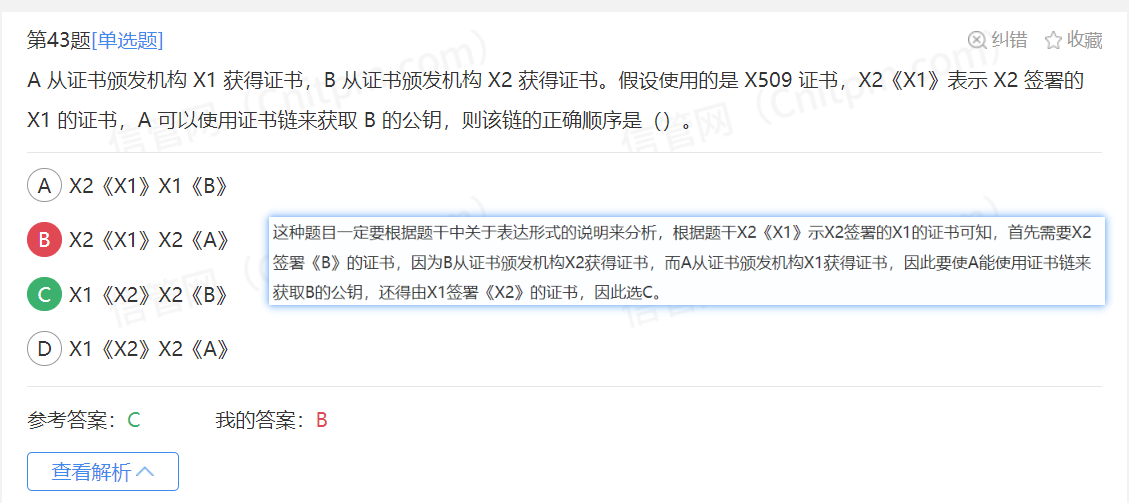 第43题[单选题]
纠错 收藏
A 从证书颁发机构 X1 获得证书，B 从证书颁发机构 X2 获得证书。假设使用的是 X509 证书，X2《X1》表示 X2 签署的
X1 的证书，A 可以使用证书链来获取 B 的公钥，则该链的正确顺序是（）。
A X2《X1》X1《B》
B X2《X1》X2《A》
C X1《X2》X2《B》
D X1《X2》X2《A》
这种题目一定要根据题干中关于表达形式的说明来分析，根据题干X2《X1》示X2签署的X1的证书可知，首先需要X2
签署《B》的证书，因为B从证书颁发机构X2获得证书，而A从证书颁发机构X1获得证书，因此要使A能使用证书链来
获取B的公钥，还得由X1签署《X2》的证书，因此选C。
参考答案：C 我的答案：B
查看解析
信管网（Cnitpm.com）
信管网（Cnitpm.com）